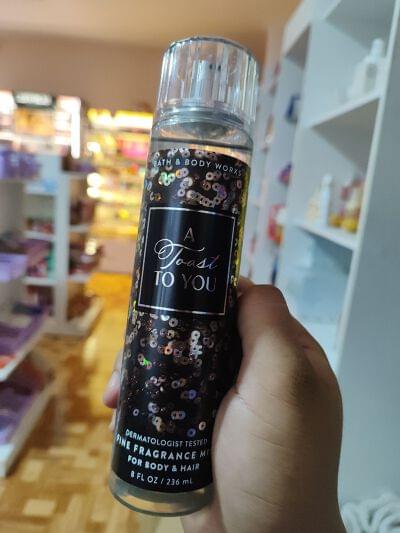 BATH & BODY WORKS
A
Toast
TO YOU
DERMATOLOGIST TESTED
FINE FRAGRANCE MI
FOR BODY & HAIR
8 FL OZ / 236 mL